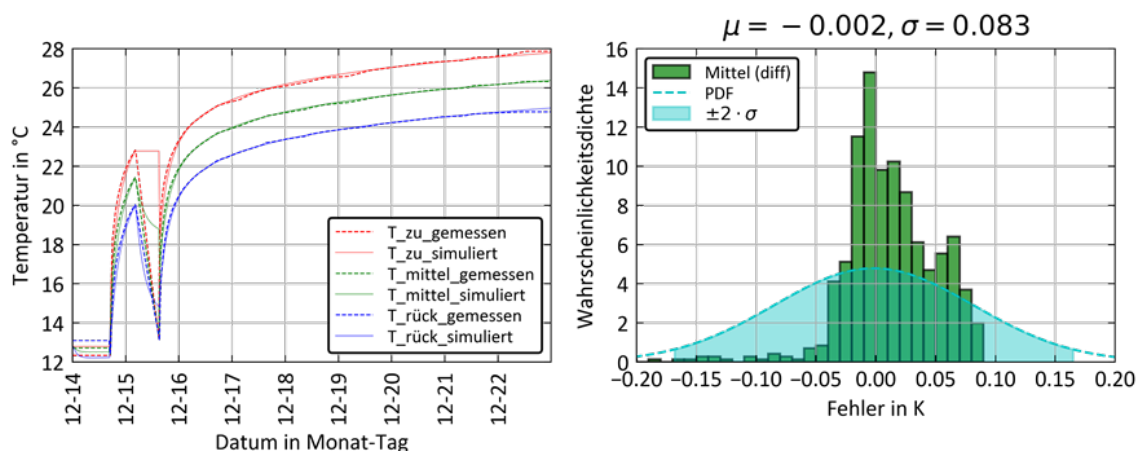 28
26
24
22
20
18
16
14
12
Temperatur in °C
T_zu_gemessen
T_zu_simuliert
T_mittel_gemessen
T_mittel_simuliert
T_rück_gemessen
T_rück_simuliert
12-14
12-15
12-16
12-17
12-18
12-19
12-20
12-21
12-22
Datum in Monat-Tag
μ = − 0.002, σ = 0.083
16
14
12
10
8
6
4
2
0
Wahrscheinlichkeitsdichte
Mittel (diff)
PDF
±2 · σ
−0.20
−0.15
−0.10
−0.05
0.00
0.05
0.10
0.15
0.20
Fehler in K